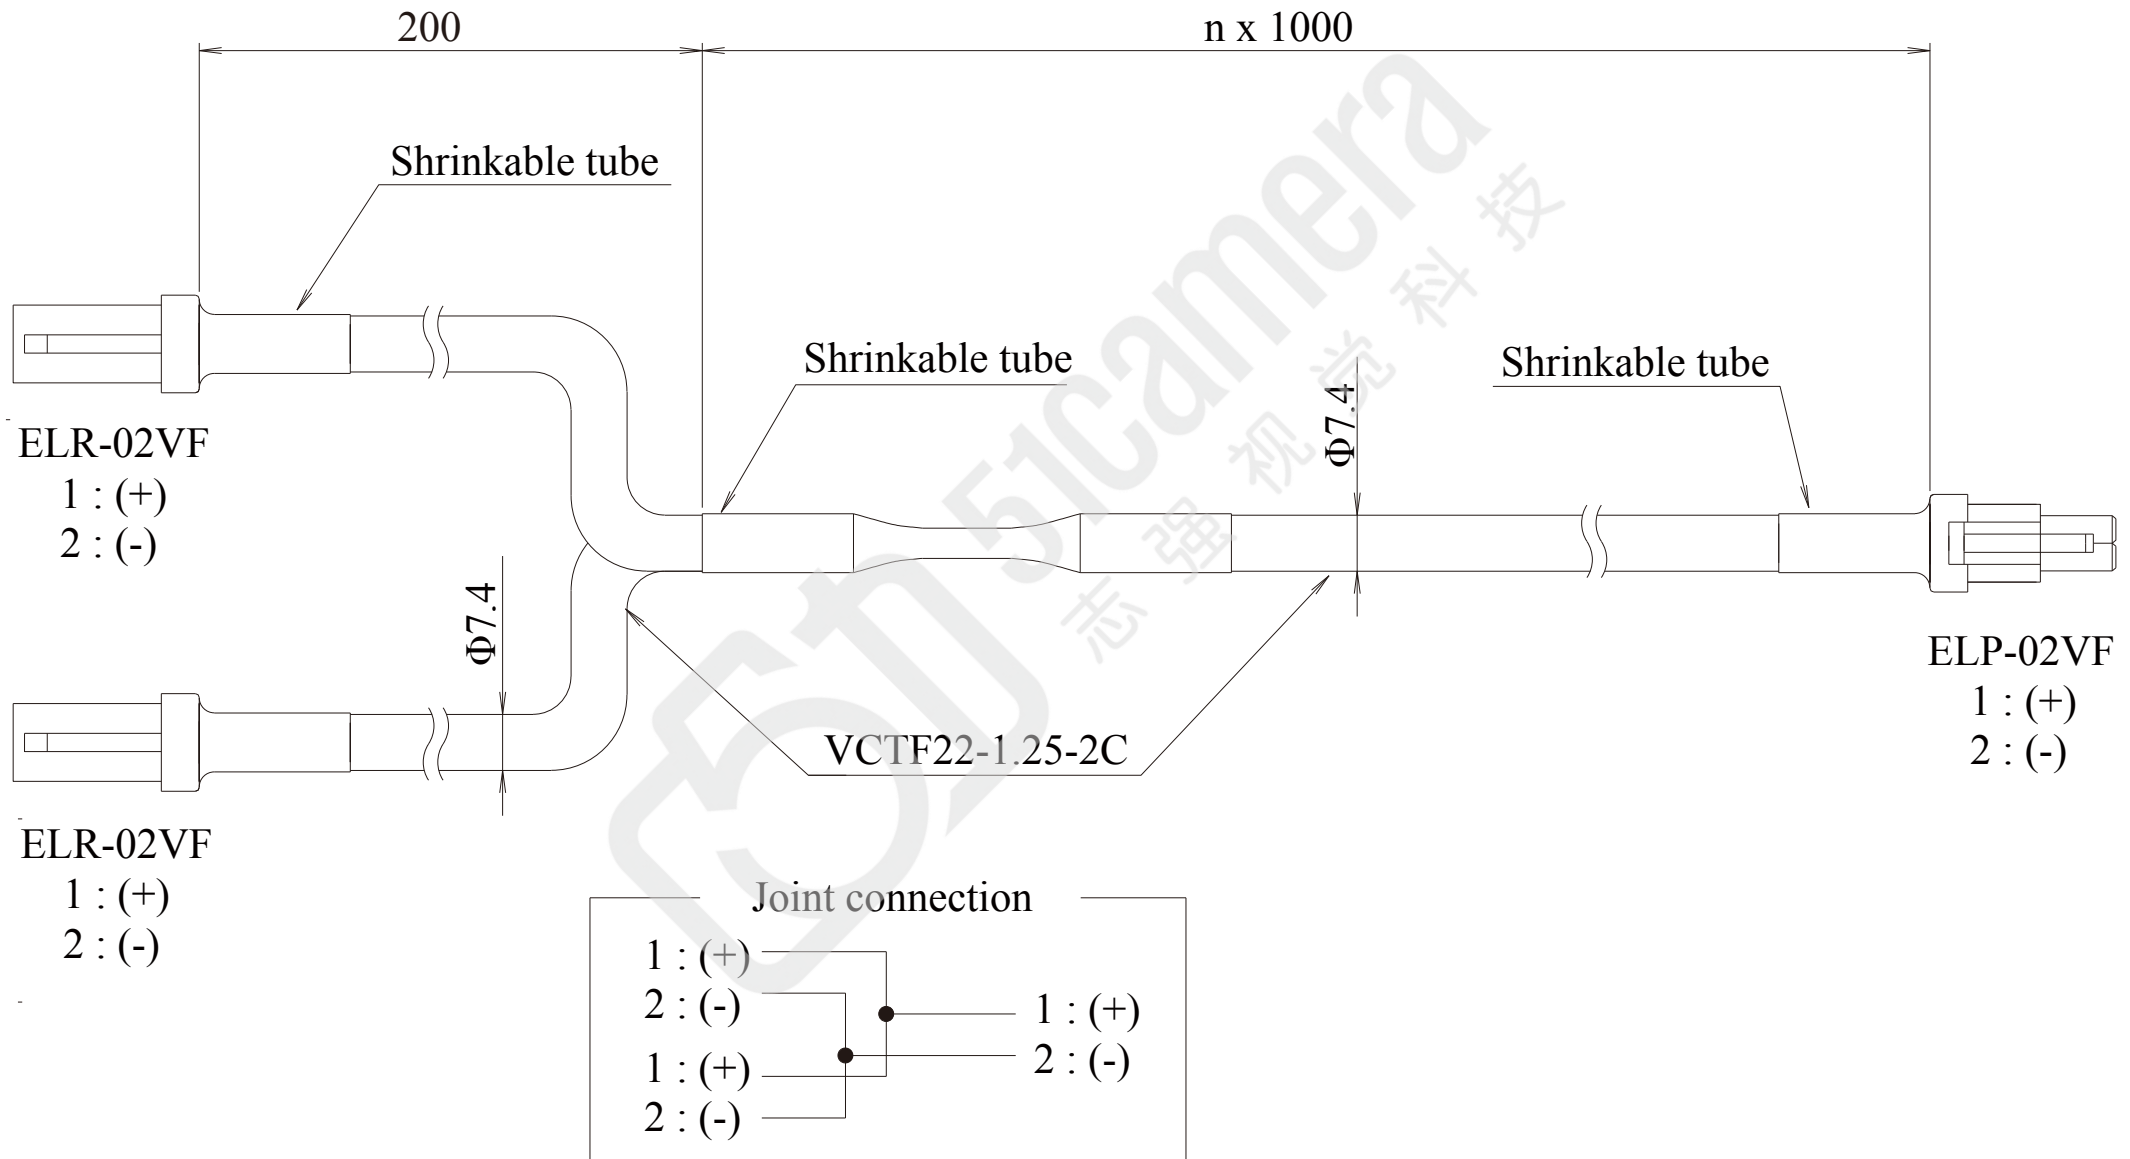 200
n x 1000
Shrinkable tube
Shrinkable tube
Shrinkable tube
Φ7.4
ELR-02VF
1 : (+)
2 : (-)
Φ7.4
ELP-02VF
1 : (+)
2 : (-)
VCTF22-1.25-2C
ELR-02VF
1 : (+)
2 : (-)
Joint connection
1 : (+)
2 : (-)
1 : (+)
2 : (-)
1 : (+)
2 : (-)
51camera
志强视觉科技